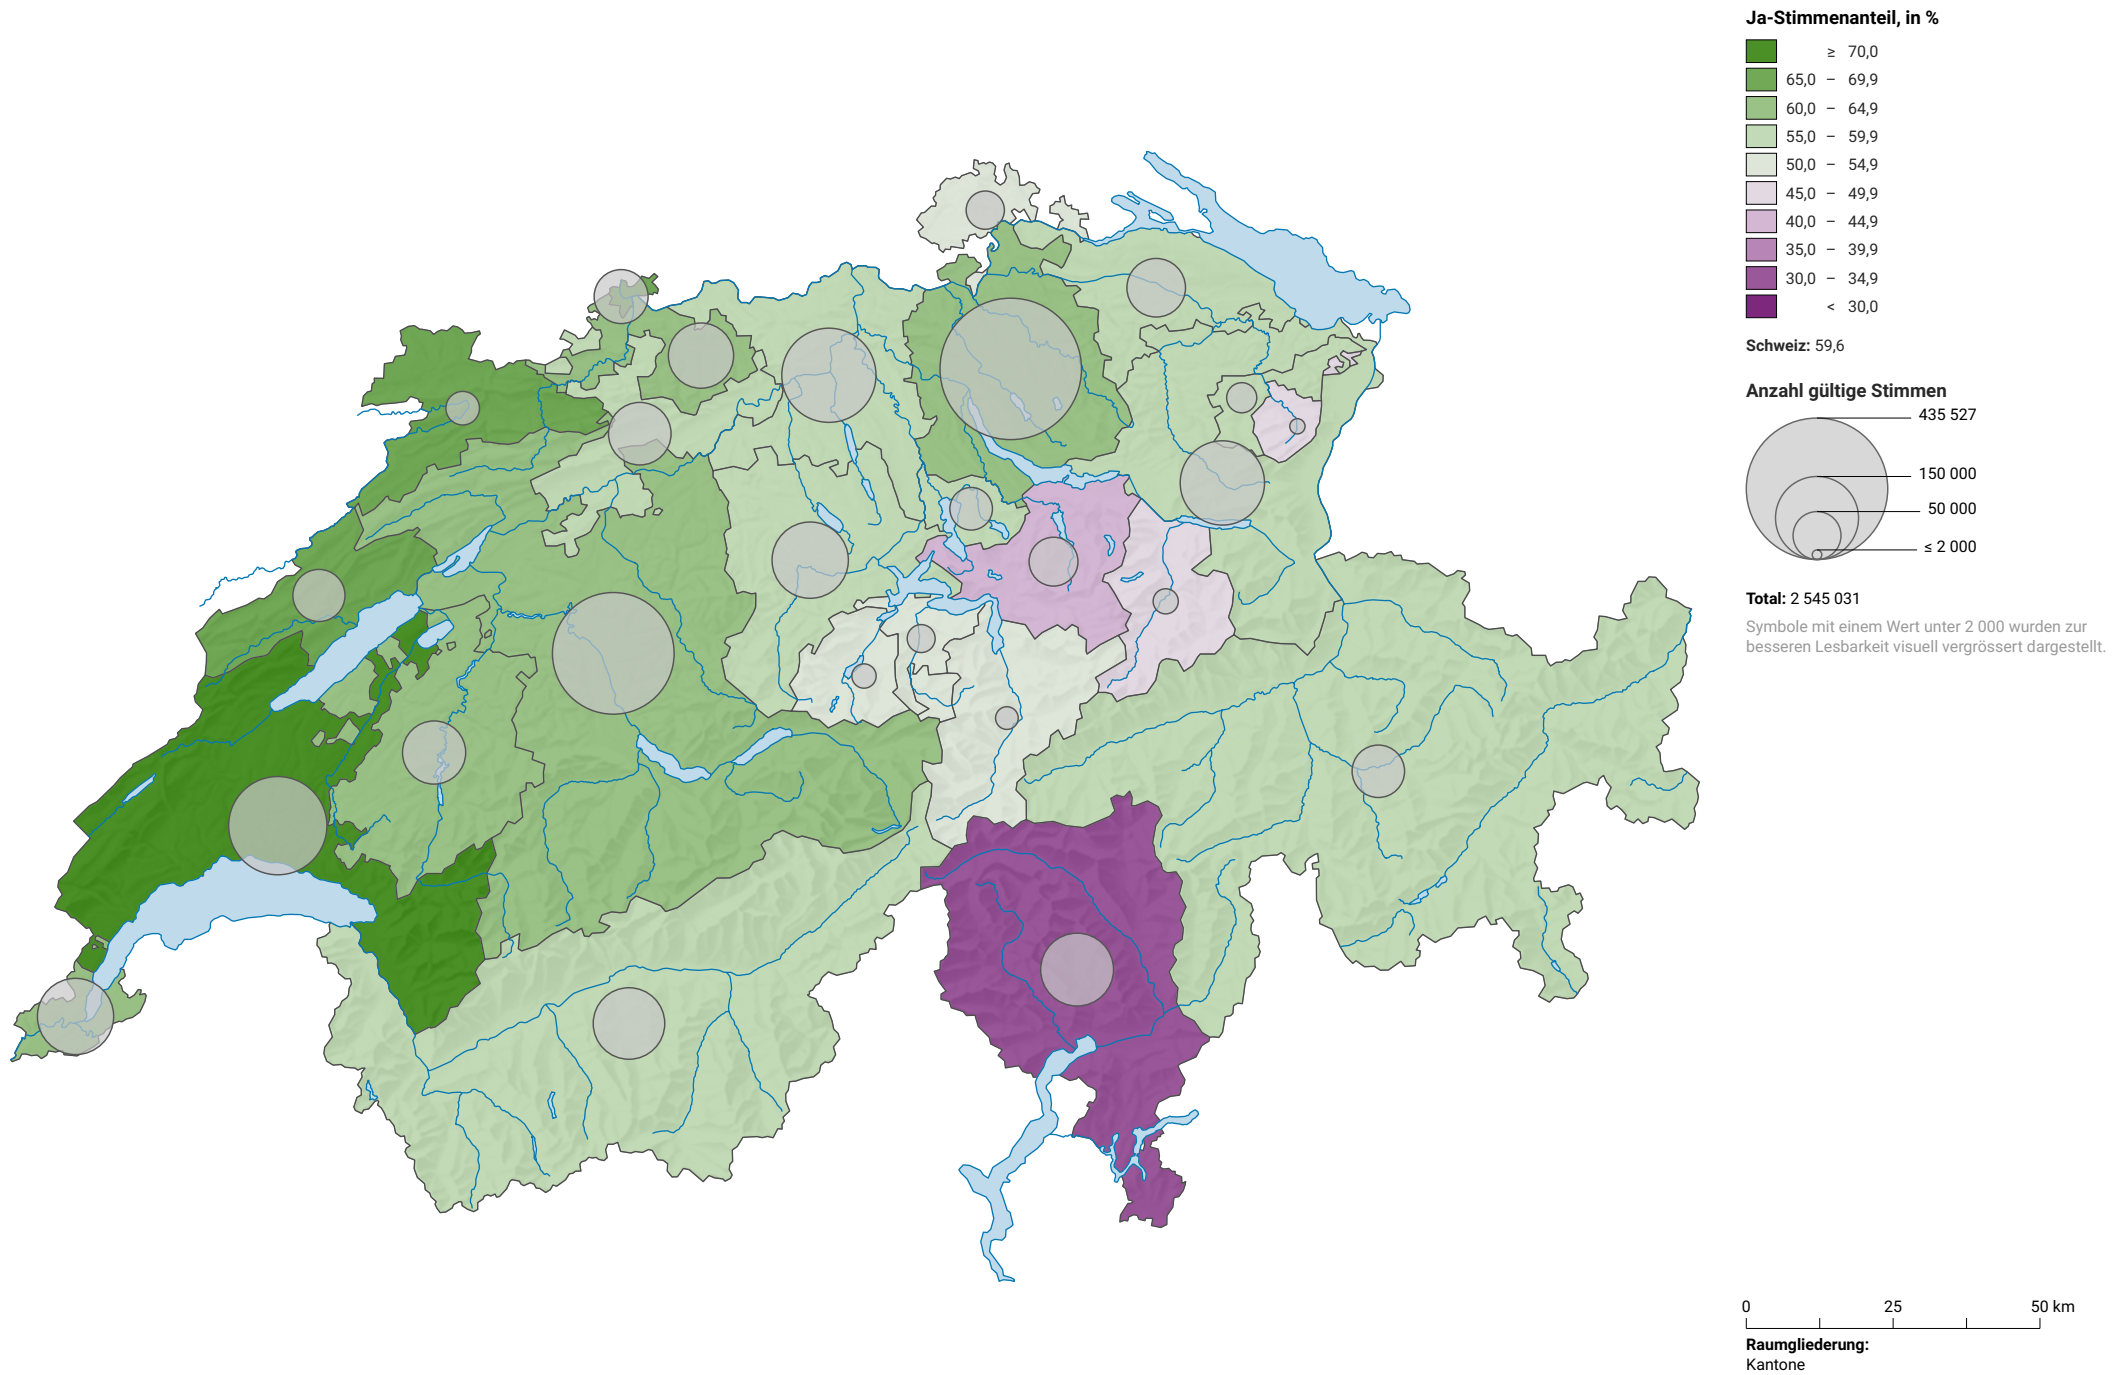 Ja-Stimmenanteil, in %
≥ 70,0
65,0 – 69,9
60,0 – 64,9
55,0 – 59,9
50,0 – 54,9
45,0 – 49,9
40,0 – 44,9
35,0 – 39,9
30,0 – 34,9
< 30,0
Schweiz: 59,6
Anzahl gültige Stimmen
435 527
150 000
50 000
≤ 2 000
Total: 2 545 031
Symbole mit einem Wert unter 2 000 wurden zur
besseren Lesbarkeit visuell vergrössert dargestellt.
0 25 50 km
Raumgliederung:
Kantone